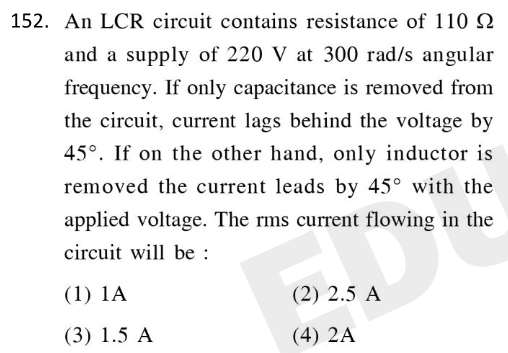 152. An LCR circuit contains resistance of 110 Ω
and a supply of 220 V at 300 rad/s angular
frequency. If only capacitance is removed from
the circuit, current lags behind the voltage by
45°. If on the other hand, only inductor is
removed the current leads by 45° with the
applied voltage. The rms current flowing in the
circuit will be :
(1) 1A (2) 2.5 A
(3) 1.5 A (4) 2A
EDU